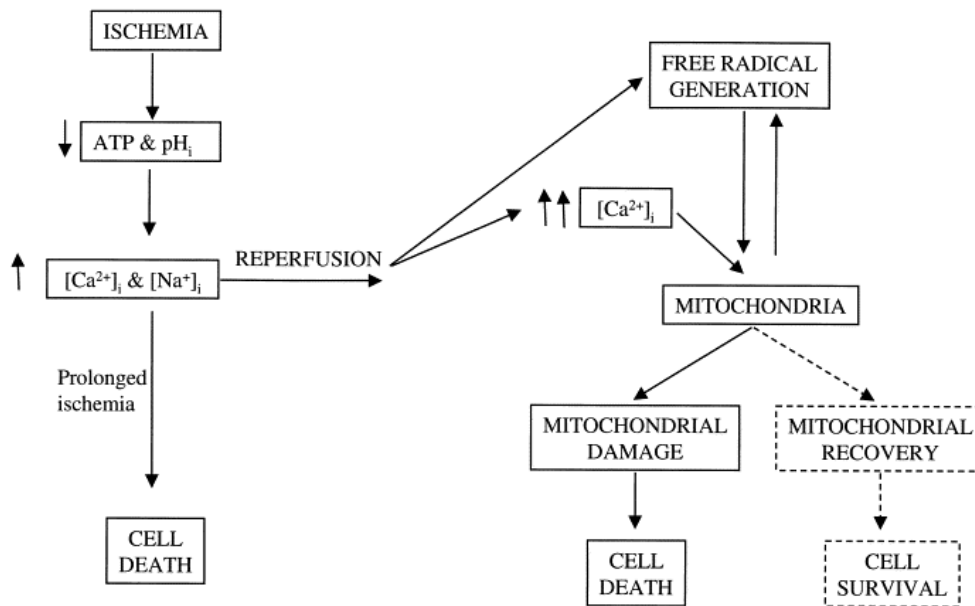 ISCHEMIA
ATP & pHᵢ
[Ca²⁺]ᵢ & [Na⁺]ᵢ
Prolonged
ischemia
CELL
DEATH
REPERFUSION
FREE RADICAL
GENERATION
[Ca²⁺]ᵢ
MITOCHONDRIA
MITOCHONDRIAL
DAMAGE
CELL
DEATH
MITOCHONDRIAL
RECOVERY
CELL
SURVIVAL